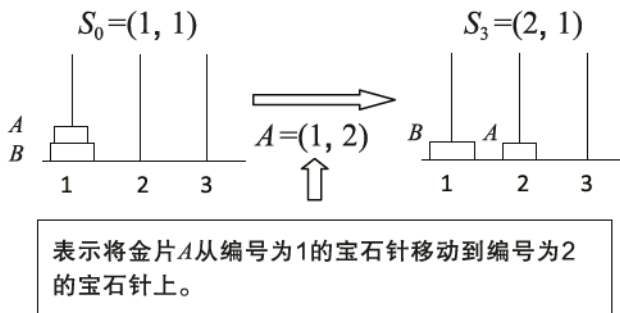 S₀=(1, 1)
S₃=(2, 1)
A
B
A=(1, 2)
B
A
1 2 3
1 2 3
表示将金片A从编号为1的宝石针移动到编号为2
的宝石针上。